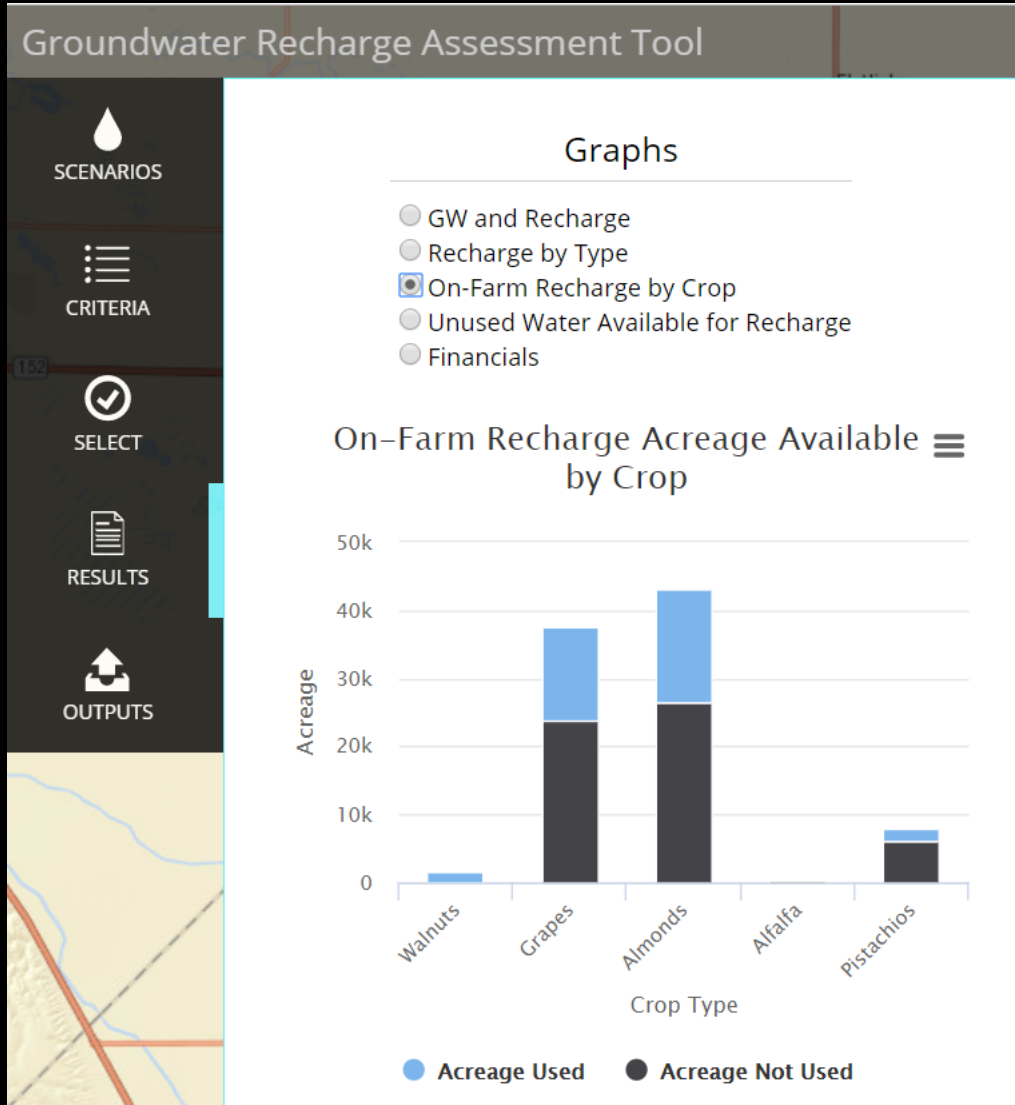 Groundwater Recharge Assessment Tool
SCENARIOS
CRITERIA
152
SELECT
RESULTS
OUTPUTS
Graphs
GW and Recharge
Recharge by Type
On-Farm Recharge by Crop
Unused Water Available for Recharge
Financials
On-Farm Recharge Acreage Available
by Crop
50k
40k
30k
20k
10k
0
Acreage
Walnuts
Grapes
Almonds
Alfalfa
Pistachios
Crop Type
Acreage Used
Acreage Not Used